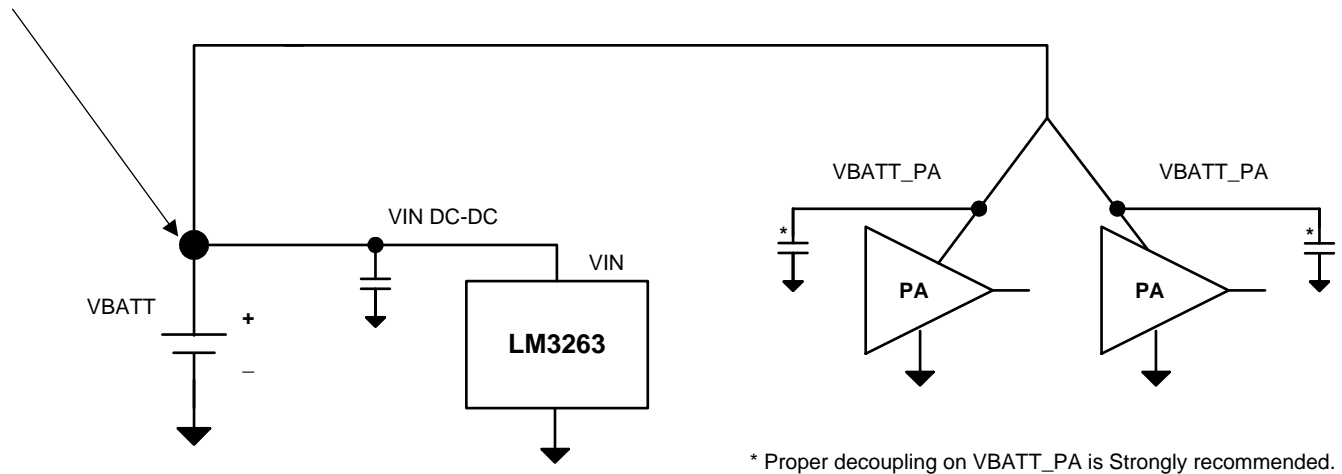 VBATT_PA
VBATT_PA
VIN DC-DC
*
*
VIN
VBATT
+
PA
PA
LM3263
_
* Proper decoupling on VBATT_PA is Strongly recommended.